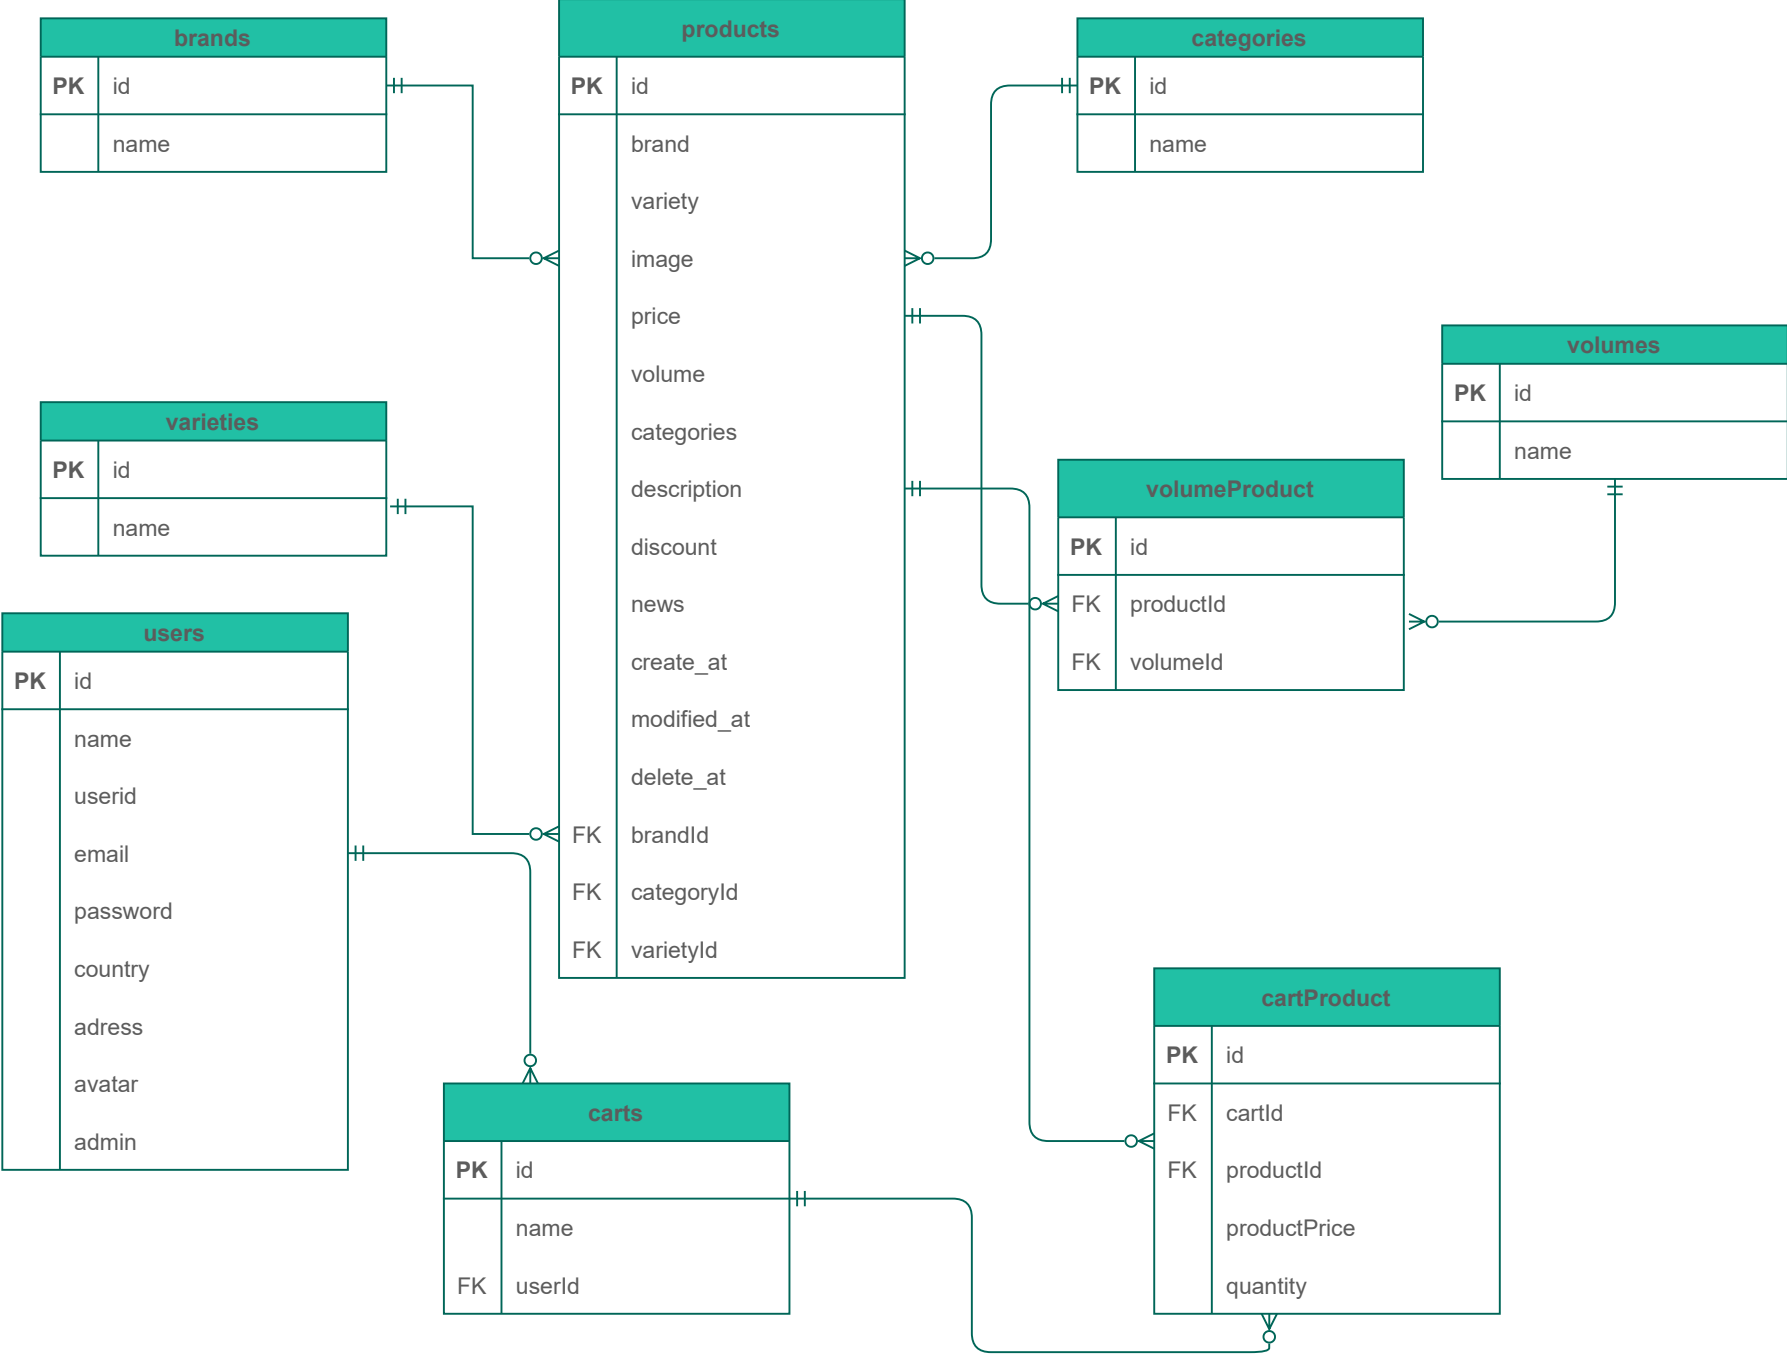 brands
PK id
name
products
PK id
brand
variety
image
price
volume
categories
description
discount
news
create_at
modified_at
delete_at
FK brandId
FK categoryId
FK varietyId
categories
PK id
name
volumes
PK id
name
varieties
PK id
name
volumeProduct
PK id
FK productId
FK volumeId
users
PK id
name
userid
email
password
country
adress
avatar
admin
carts
PK id
name
FK userId
cartProduct
PK id
FK cartId
FK productId
productPrice
quantity